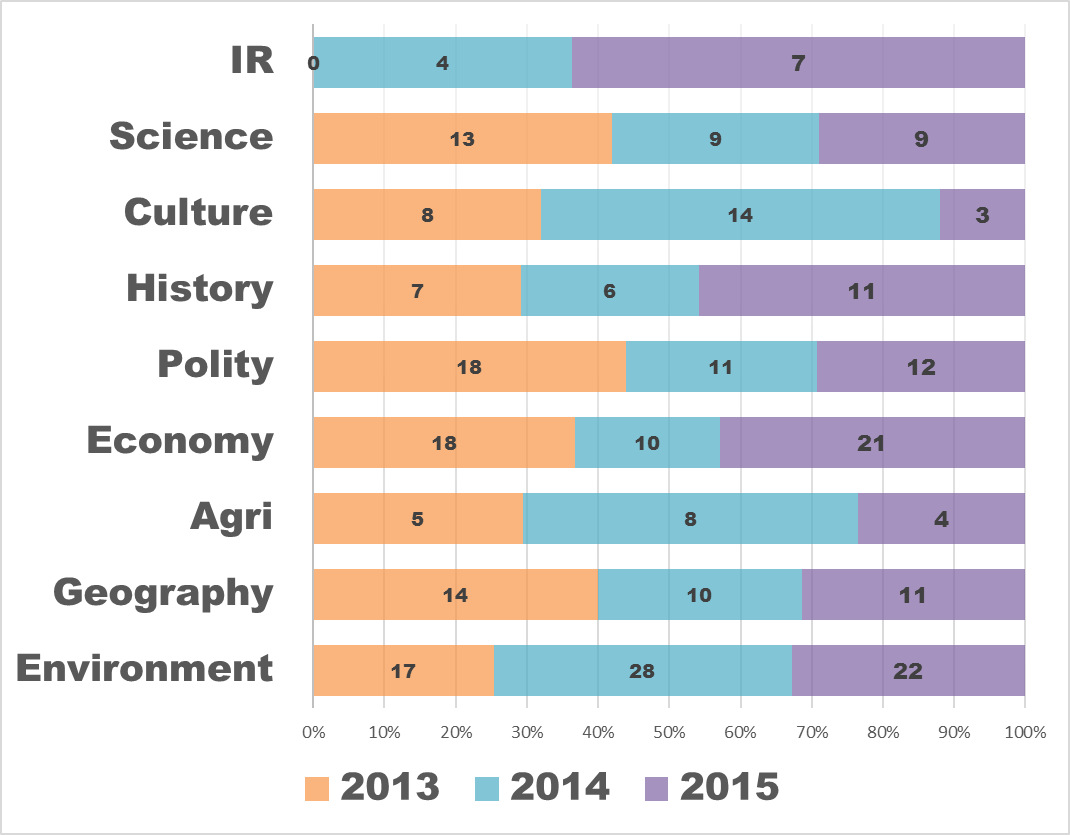 IR 0 4 7
Science 13 9 9
Culture 8 14 3
History 7 6 11
Polity 18 11 12
Economy 18 10 21
Agri 5 8 4
Geography 14 10 11
Environment 17 28 22
0% 10% 20% 30% 40% 50% 60% 70% 80% 90% 100%
2013 2014 2015